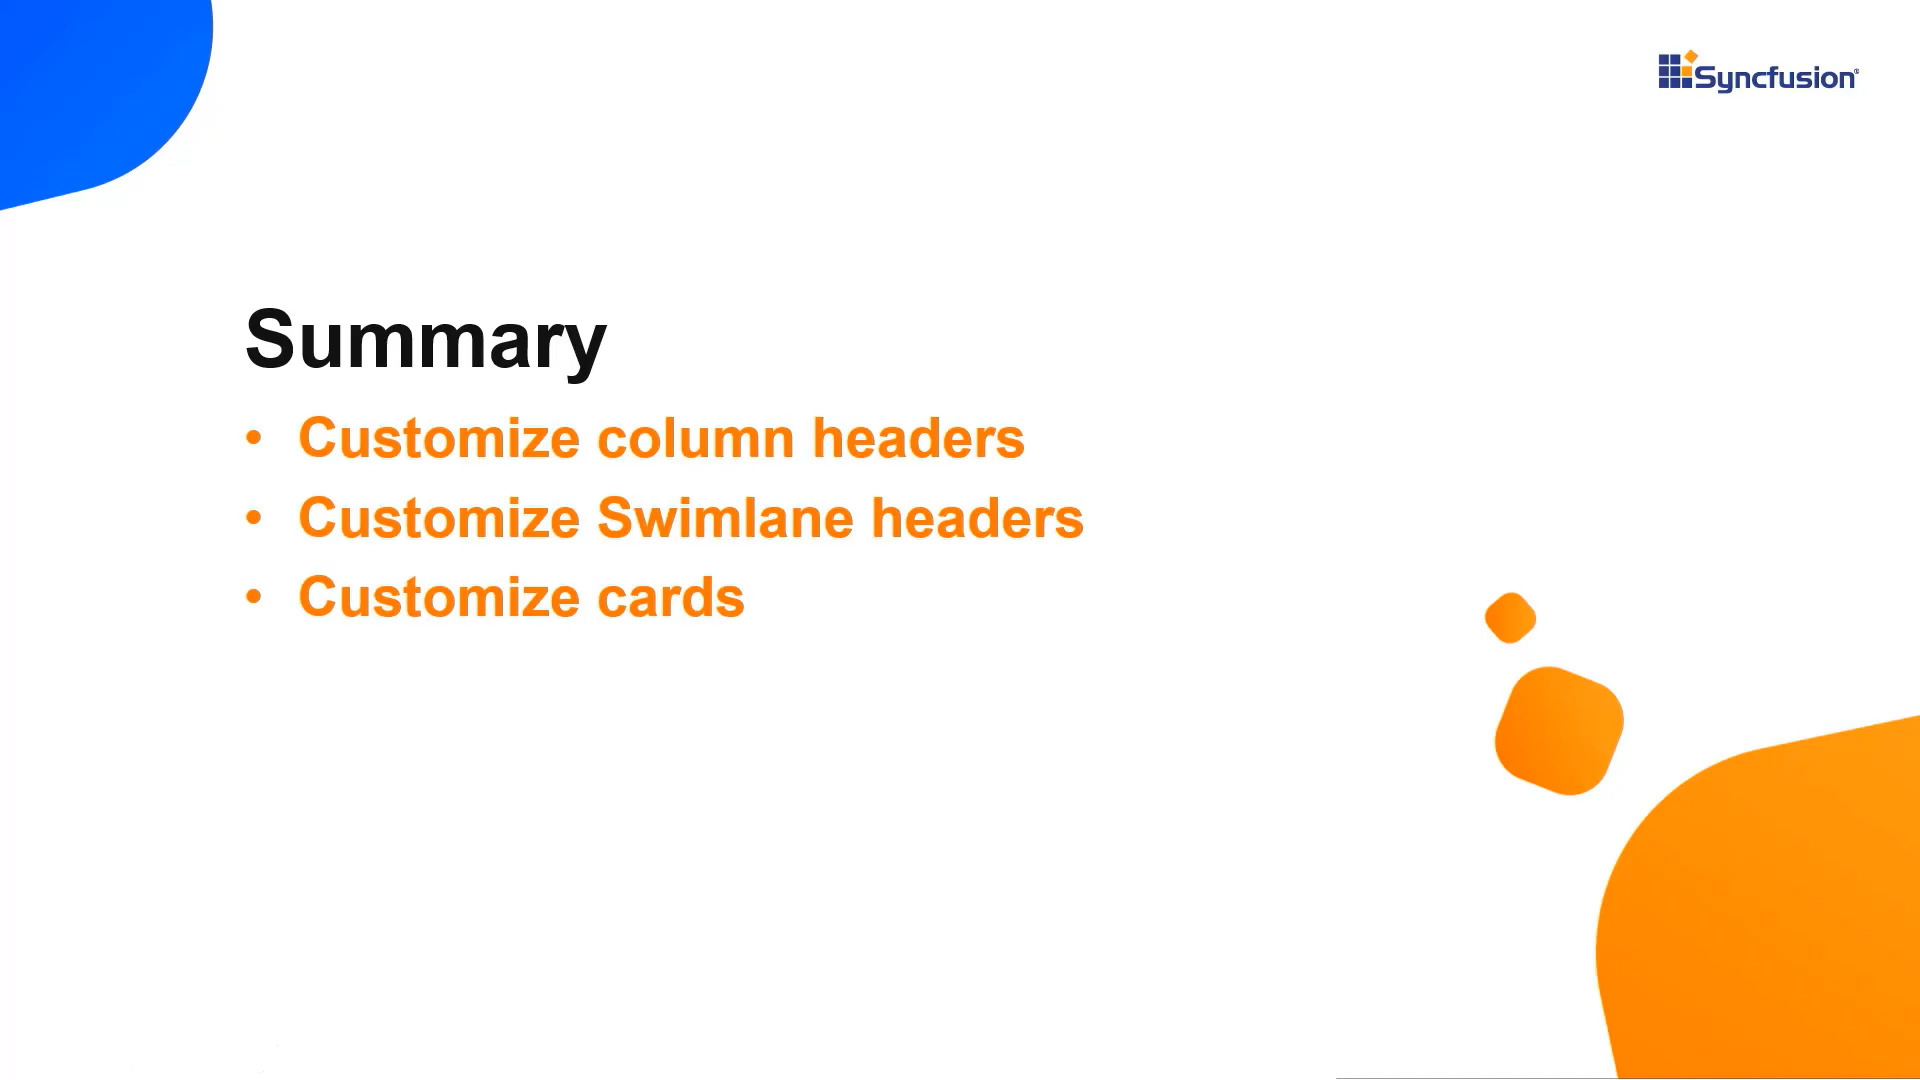 Syncfusion®
Summary
• Customize column headers
• Customize Swimlane headers
• Customize cards